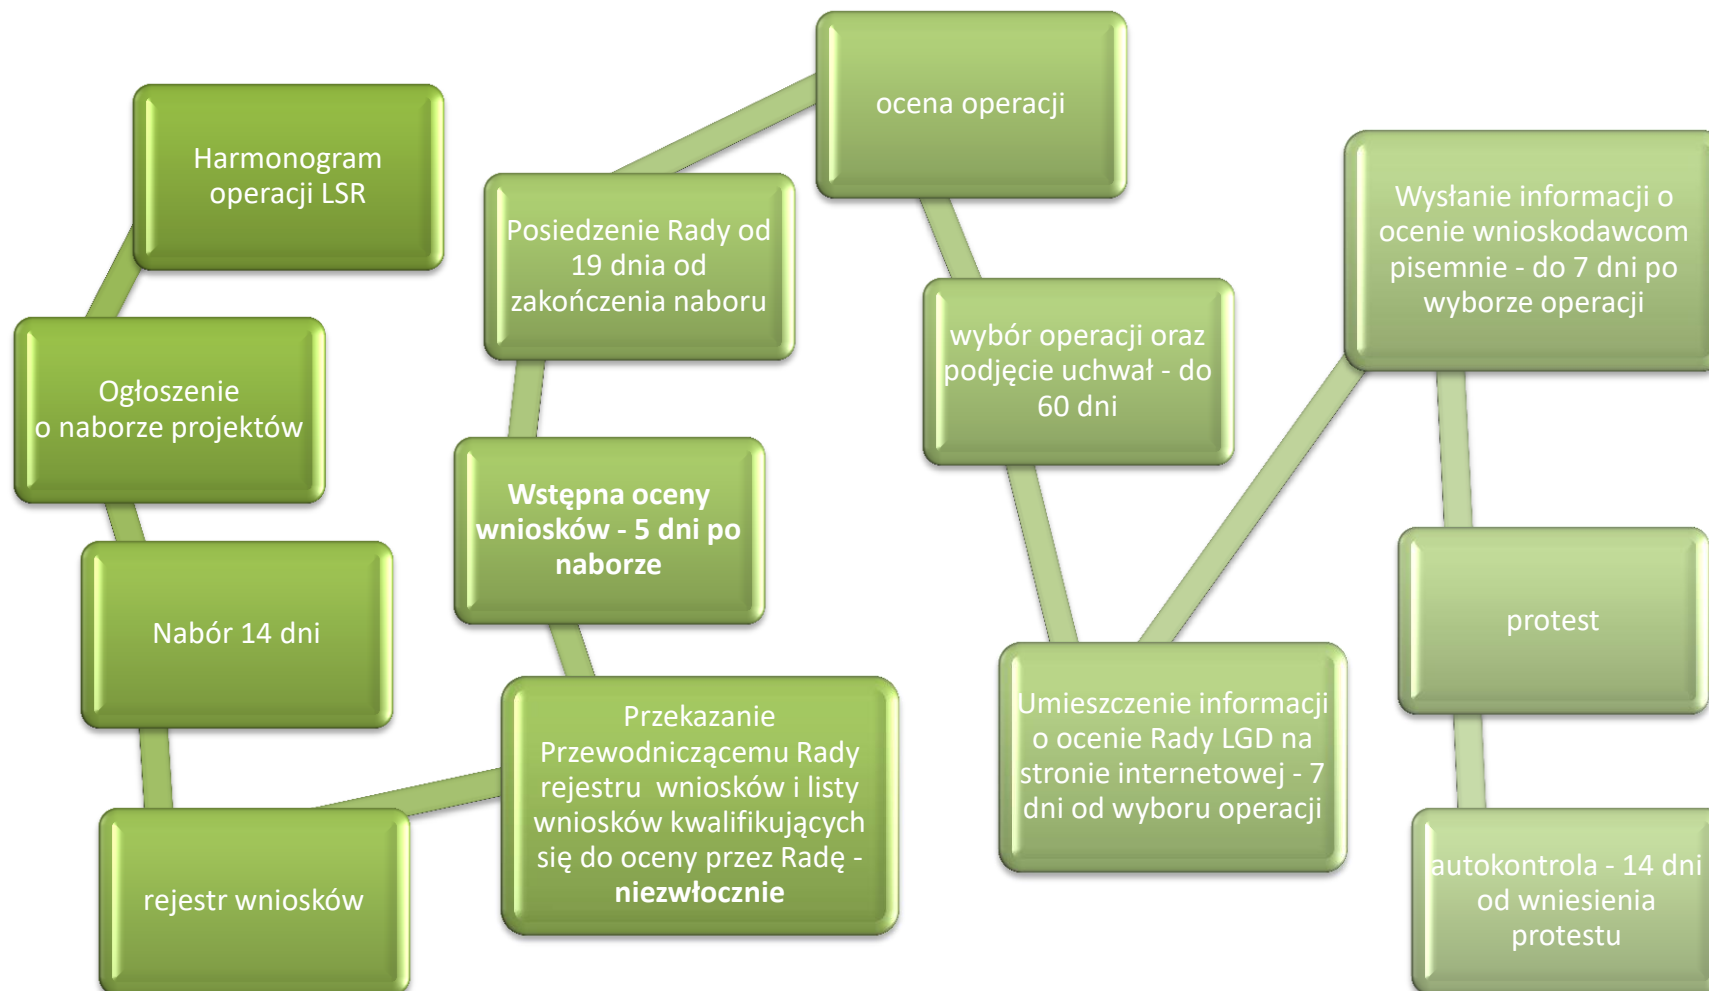 Harmonogram
operacji LSR
Ogłoszenie
o naborze projektów
Nabór 14 dni
rejestr wniosków
Przekazanie
Przewodniczącemu Rady
rejestru wniosków i listy
wniosków kwalifikujących
się do oceny przez Radę -
niezwłocznie
Wstępna oceny
wniosków - 5 dni po
naborze
Posiedzenie Rady od
19 dnia od
zakończenia naboru
ocena operacji
wybór operacji oraz
podjęcie uchwał - do
60 dni
Umieszczenie informacji
o ocenie Rady LGD na
stronie internetowej - 7
dni od wyboru operacji
Wysłanie informacji o
ocenie wnioskodawcom
pisemnie - do 7 dni po
wyborze operacji
protest
autokontrola - 14 dni
od wniesienia
protestu